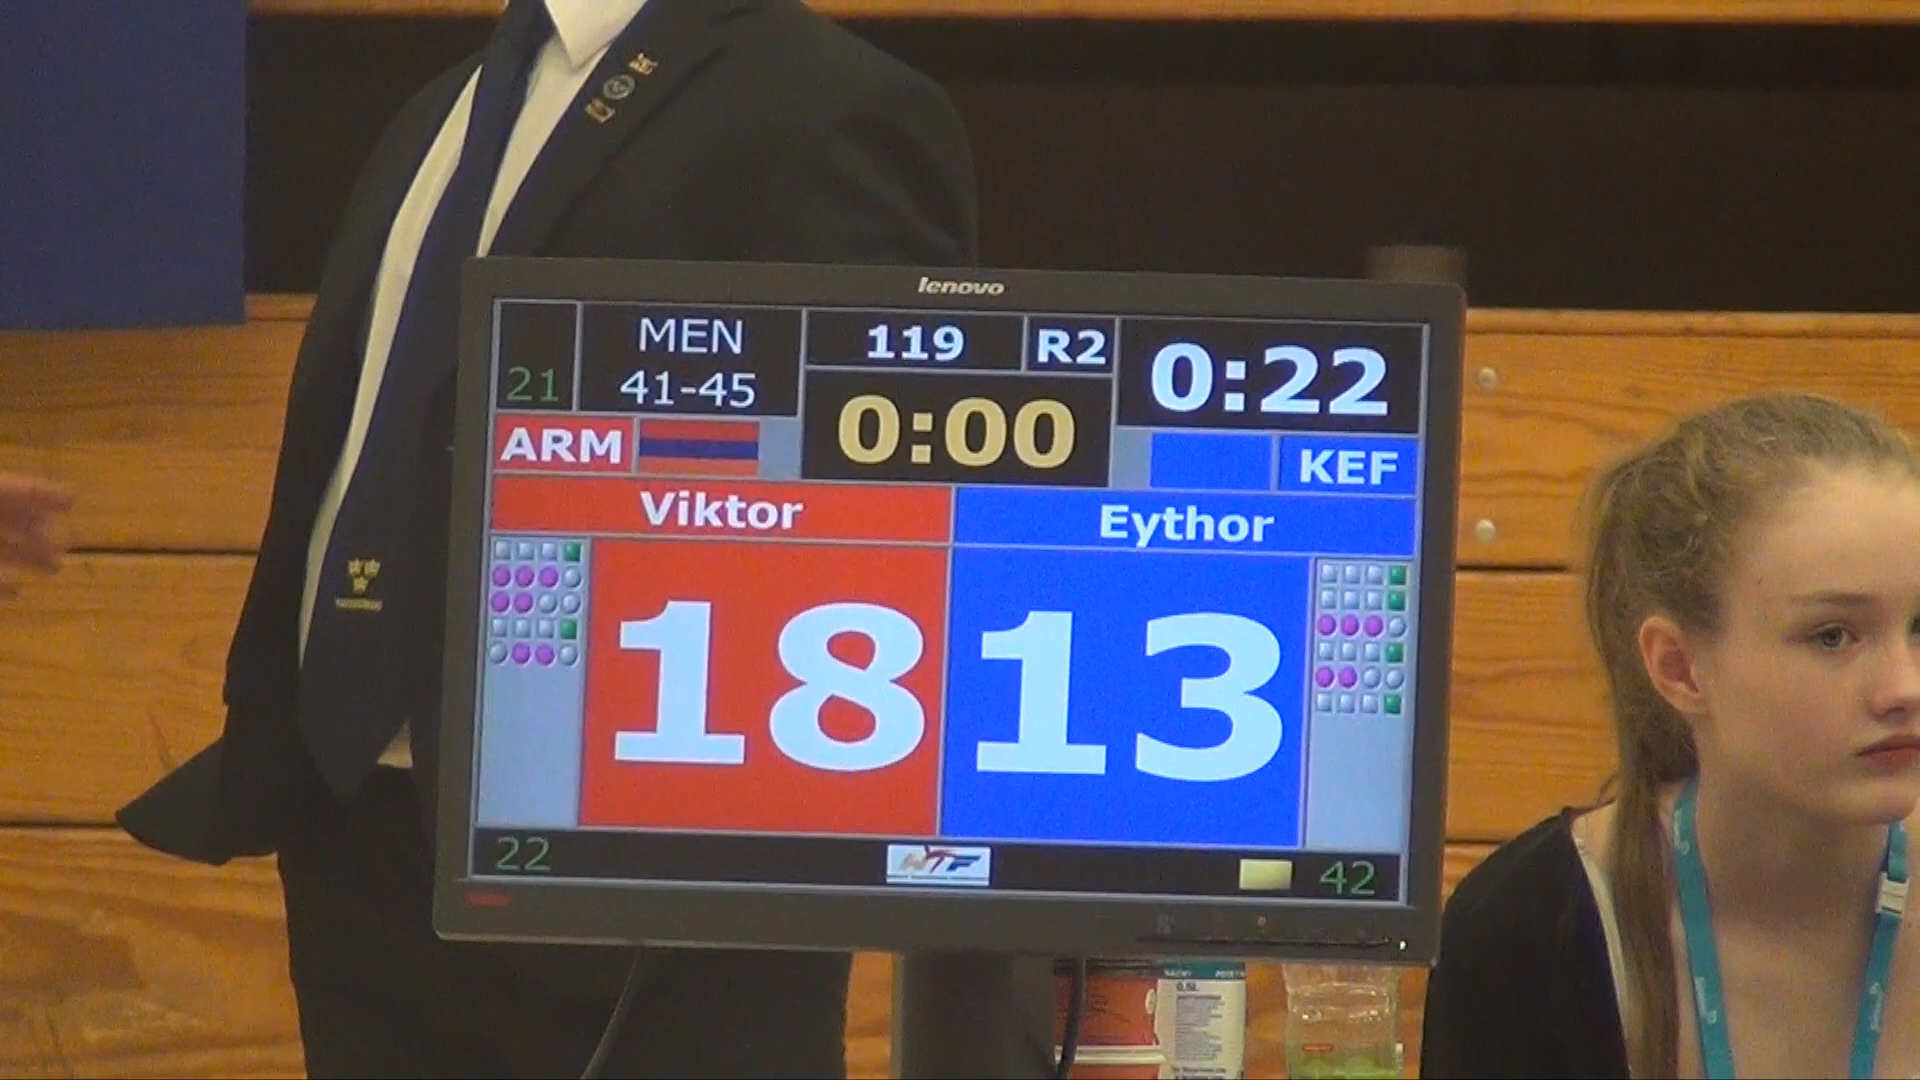 lenovo
21
MEN
41-45
119
R2
0:22
0:00
ARM
KEF
Viktor
Eythor
18
13
22
WTF
42